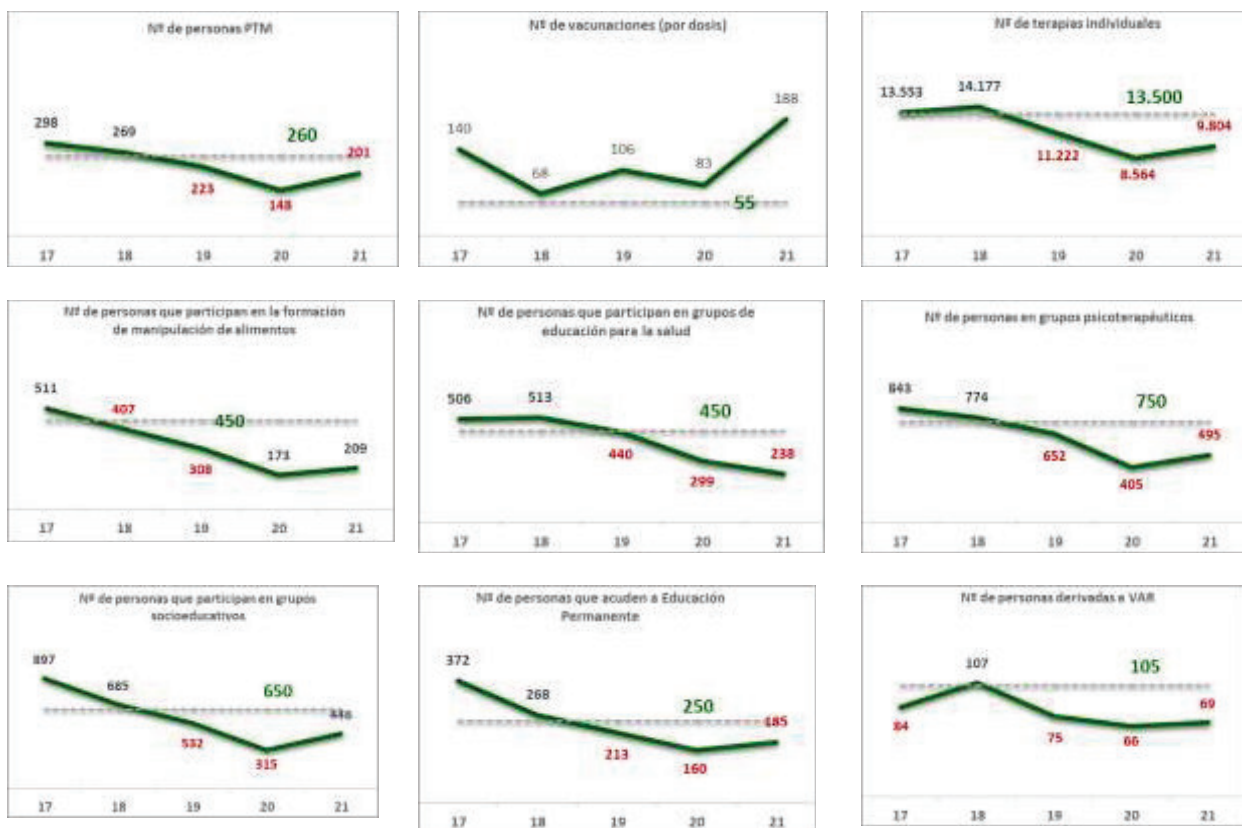 Nº de personas PTM
298
269
260
223
148
201
17 18 19 20 21
Nº de vacunaciones (por dosis)
140
68
106
83
188
55
17 18 19 20 21
Nº de terapias individuales
13.553
14.177
13.500
11.222
8.564
9.804
17 18 19 20 21
Nº de personas que participan en la formación
de manipulación de alimentos
511
407
450
308
173
209
17 18 19 20 21
Nº de personas que participan en grupos de
educación para la salud
506
513
450
440
299
238
17 18 19 20 21
Nº de personas en grupos psicoterapéuticos
843
774
750
652
405
495
17 18 19 20 21
Nº de personas que participan en grupos
socioeducativos
897
685
650
532
315
17 18 19 20 21
Nº de personas que acuden a Educación
Permanente
372
268
250
213
160
185
17 18 19 20 21
Nº de personas derivadas a VAR
84
107
105
75
66
69
17 18 19 20 21